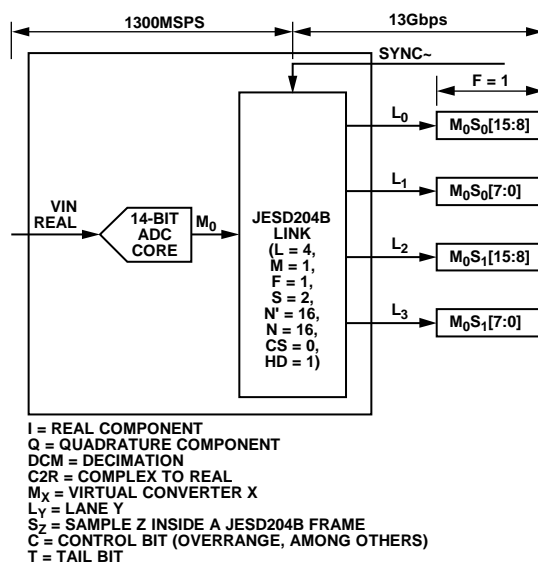 1300MSPS
13Gbps
SYNC~
F = 1
L0
M0S0[15:8]
L1
M0S0[7:0]
VIN
REAL
14-BIT
ADC
CORE
M0
JESD204B
LINK
(L = 4,
M = 1,
F = 1,
S = 2,
N' = 16,
N = 16,
CS = 0,
HD = 1)
L2
M0S1[15:8]
L3
M0S1[7:0]
I = REAL COMPONENT
Q = QUADRATURE COMPONENT
DCM = DECIMATION
C2R = COMPLEX TO REAL
MX = VIRTUAL CONVERTER X
LY = LANE Y
SZ = SAMPLE Z INSIDE A JESD204B FRAME
C = CONTROL BIT (OVERRANGE, AMONG OTHERS)
T = TAIL BIT